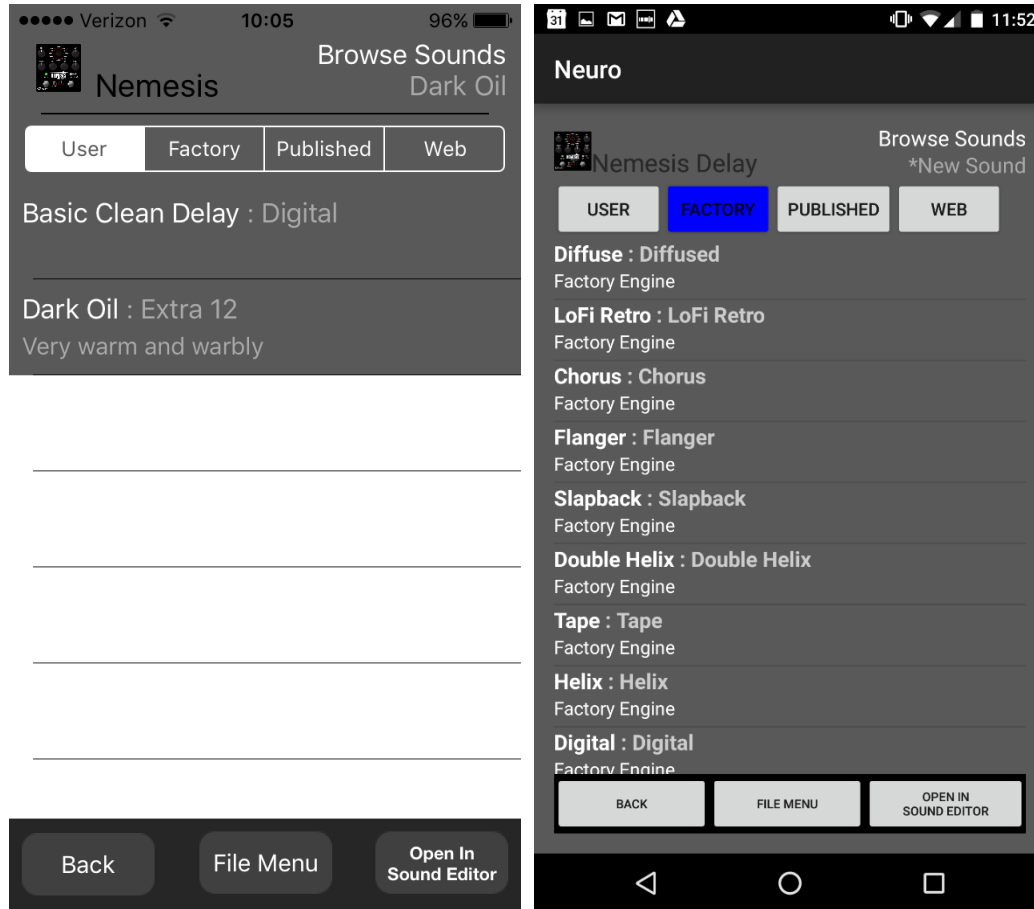 Verizon 10:05 96%
Browse Sounds
Nemesis Dark Oil
User Factory Published Web
Basic Clean Delay : Digital
Dark Oil : Extra 12
Very warm and warbly
Back File Menu Open In
Sound Editor
31 11:52
Neuro
Browse Sounds
Nemesis Delay *New Sound
USER FACTORY PUBLISHED WEB
Diffuse : Diffused
Factory Engine
LoFi Retro : LoFi Retro
Factory Engine
Chorus : Chorus
Factory Engine
Flanger : Flanger
Factory Engine
Slapback : Slapback
Factory Engine
Double Helix : Double Helix
Factory Engine
Tape : Tape
Factory Engine
Helix : Helix
Factory Engine
Digital : Digital
Factory Engine
BACK FILE MENU OPEN IN
SOUND EDITOR